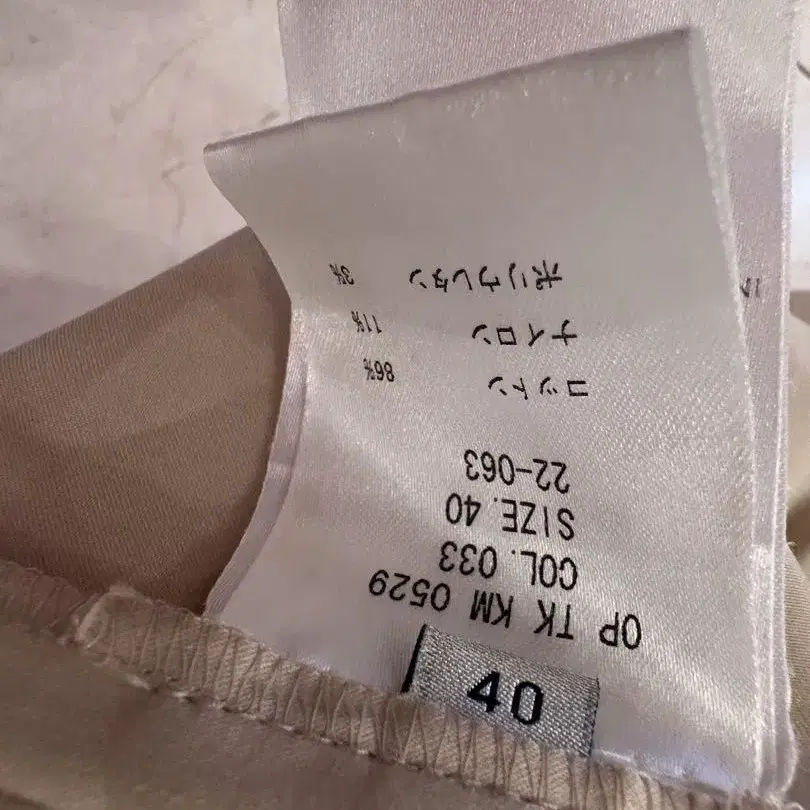 40
OP TK KM 0529
COL. 033
SIZE. 40
22-063
コットン 86%
ナイロン 11%
ポリウレタン 3%